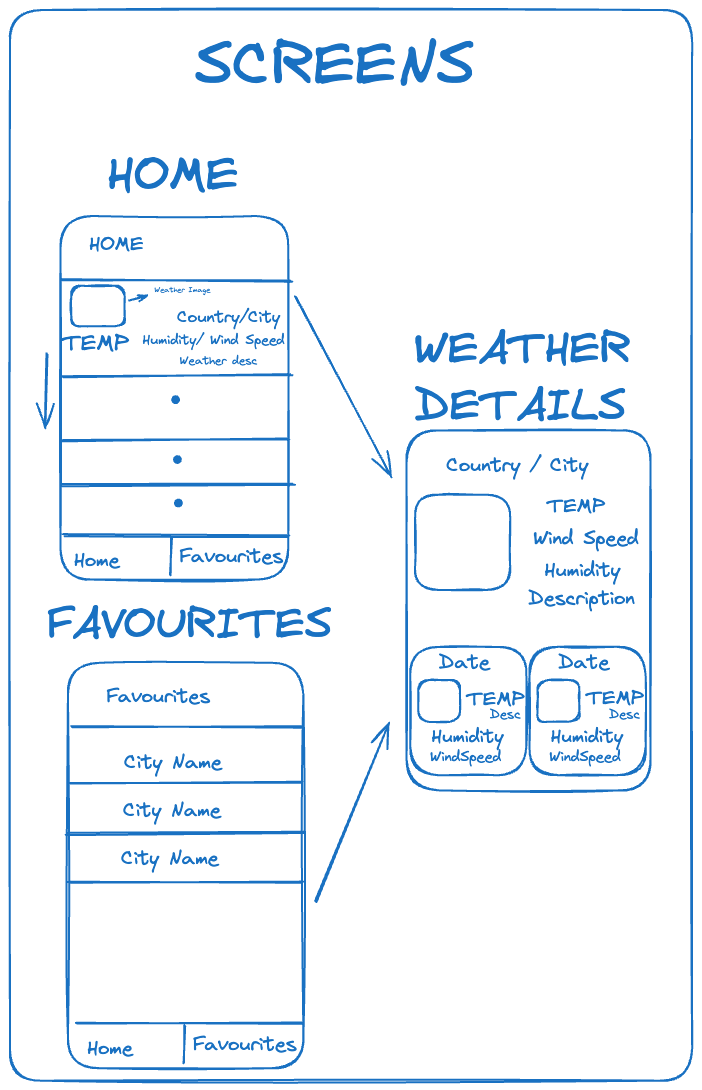 SCREENS
HOME
HOME
Weather Image
Country/City
TEMP
Humidity/ Wind Speed
Weather desc
Home
Favourites
WEATHER
DETAILS
Country / City
TEMP
Wind Speed
Humidity
Description
Date
TEMP
Desc
Humidity
WindSpeed
Date
TEMP
Desc
Humidity
WindSpeed
FAVOURITES
Favourites
City Name
City Name
City Name
Home
Favourites